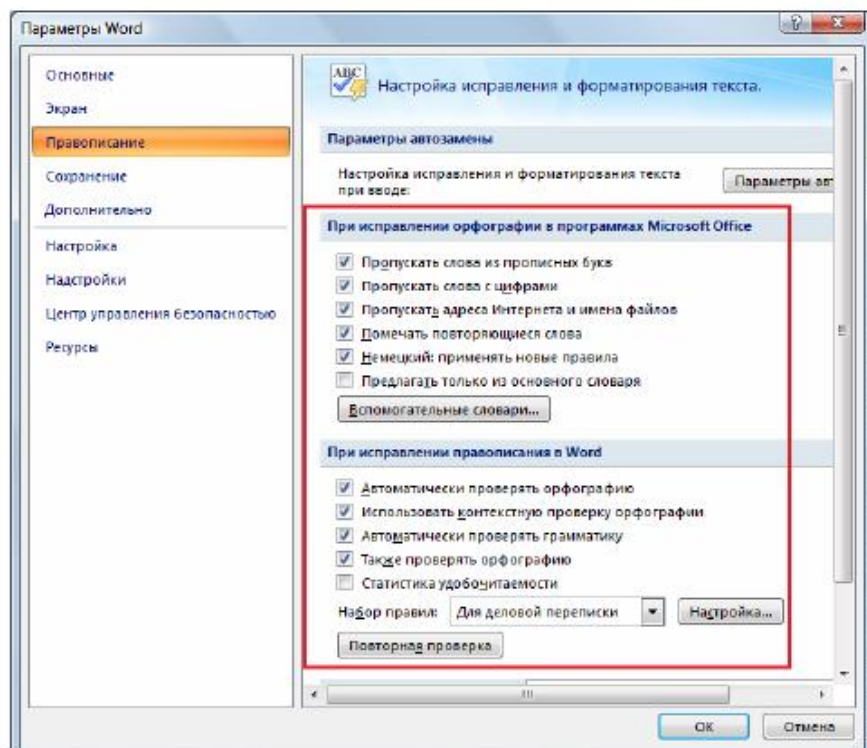 Параметры Word
Основные
Экран
Правописание
Сохранение
Дополнительно
Настройка
Надстройки
Центр управления безопасностью
Ресурсы
ABC
Настройка исправления и форматирования текста.
Параметры автозамены
Настройка исправления и форматирования текста
при вводе:
Параметры авт
При исправлении орфографии в программах Microsoft Office
Пропускать слова из прописных букв
Пропускать слова с цифрами
Пропускать адреса Интернета и имена файлов
Помечать повторяющиеся слова
Немецкий: применять новые правила
Предлагать только из основного словаря
Вспомогательные словари...
При исправлении правописания в Word
Автоматически проверять орфографию
Использовать контекстную проверку орфографии
Автоматически проверять грамматику
Также проверять орфографию
Статистика удобочитаемости
Набор правил: Для деловой переписки Настройка...
Повторная проверка
ОК Отмена